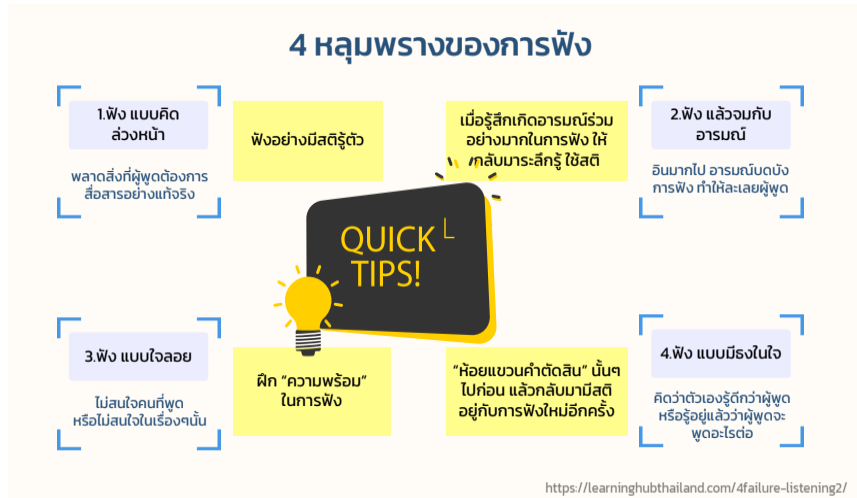 4 หลุมพรางของการฟัง
1.ฟัง แบบคิด
ล่วงหน้า
พลาดสิ่งที่ผู้พูดต้องการ
สื่อสารอย่างแท้จริง
ฟังอย่างมีสติรู้ตัว
เมื่อรู้สึกเกิดอารมณ์ร่วม
อย่างมากในการฟัง ให้
กลับมาระลึกรู้ ใช้สติ
2.ฟัง แล้วจมกับ
อารมณ์
อินมากไป อารมณ์บดบัง
การฟัง ทำให้ละเลยผู้พูด
QUICK
TIPS!
3.ฟัง แบบใจลอย
ไม่สนใจคนที่พูด
หรือไม่สนใจในเรื่องๆนั้น
ฝึก “ความพร้อม”
ในการฟัง
“ห้อยแขวนคำตัดสิน” นั้นๆ
ไปก่อน แล้วกลับมามีสติ
อยู่กับการฟังใหม่อีกครั้ง
4.ฟัง แบบมีธงในใจ
คิดว่าตัวเองรู้ดีกว่าผู้พูด
หรือรู้อยู่แล้วว่าผู้พูดจะ
พูดอะไรต่อ
https://learninghubthailand.com/4failure-listening2/